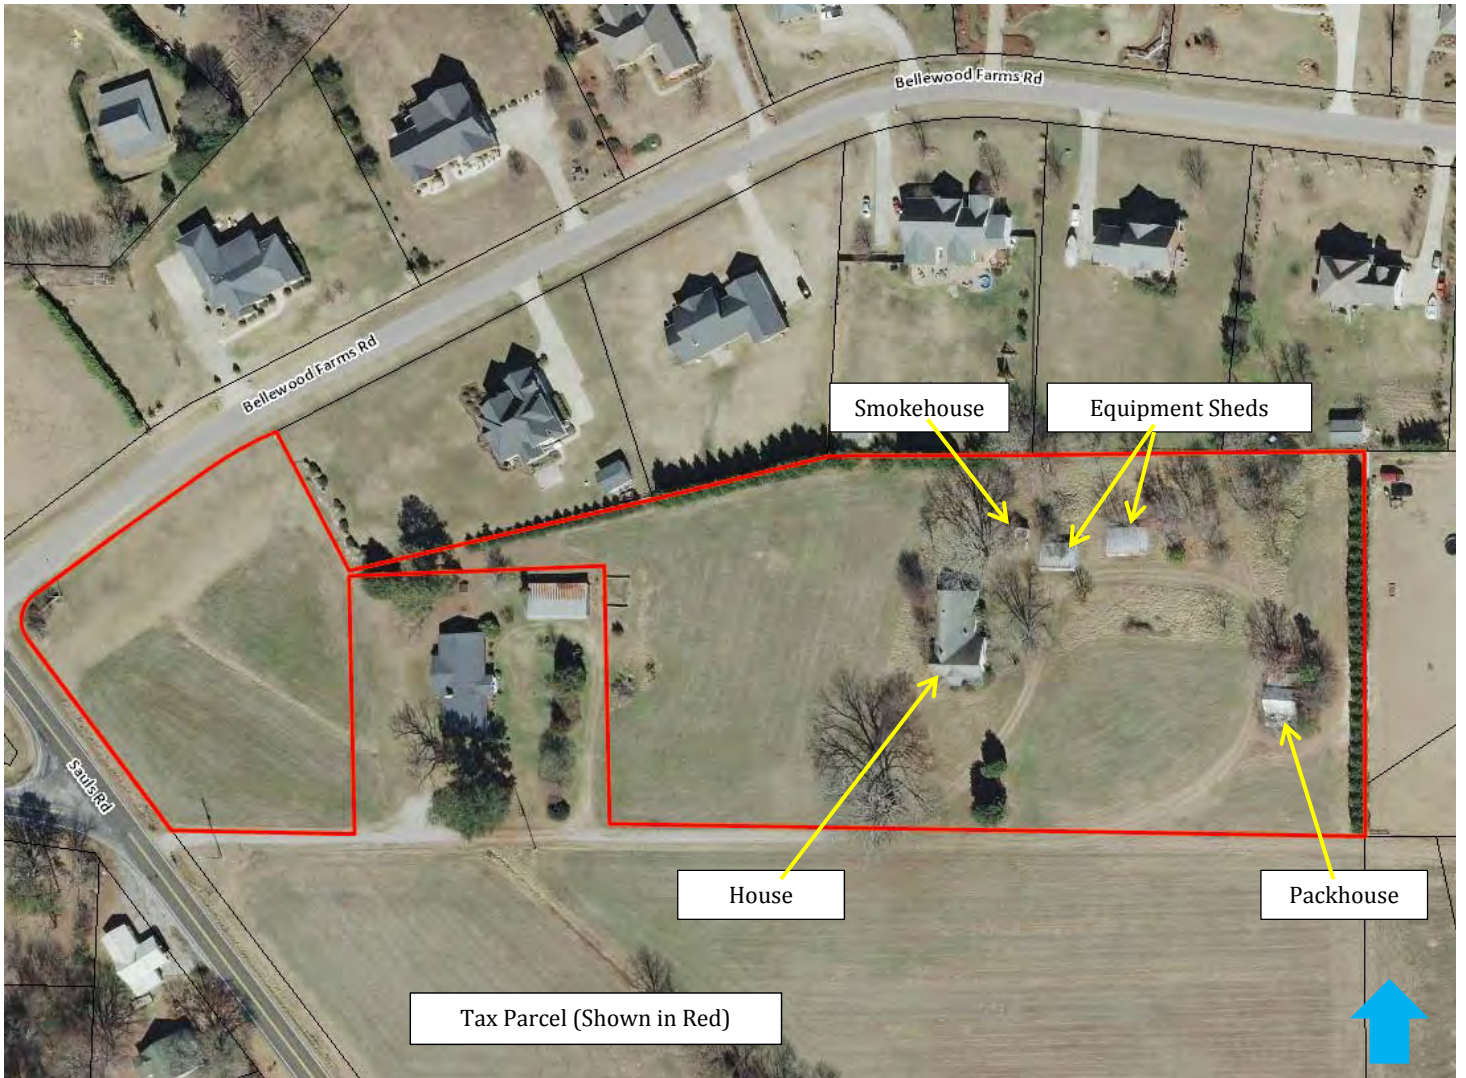 Bellewood Farms Rd
Bellewood Farms Rd
Smokehouse
Equipment Sheds
Sauls Rd
House
Packhouse
Tax Parcel (Shown in Red)